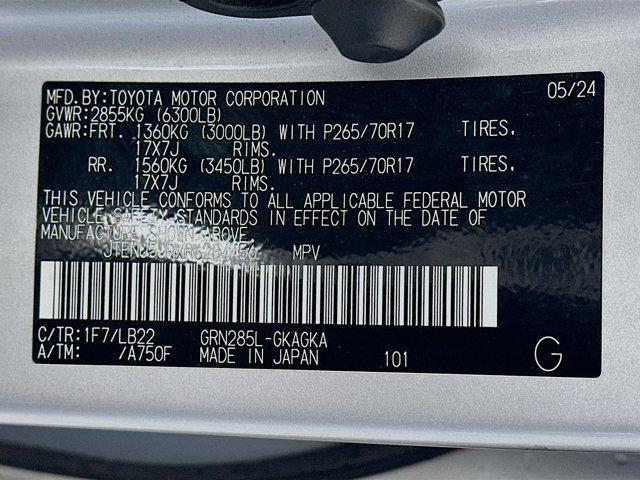 MFD.BY:TOYOTA MOTOR CORPORATION 05/24
GVWR:2855KG (6300LB)
GAWR:FRT. 1360KG (3000LB) WITH P265/70R17 TIRES,
17X7J RIMS.
RR. 1560KG (3450LB) WITH P265/70R17 TIRES,
17X7J RIMS.
THIS VEHICLE CONFORMS TO ALL APPLICABLE FEDERAL MOTOR
VEHICLE SAFETY STANDARDS IN EFFECT ON THE DATE OF
MANUFACTURE SHOWN ABOVE.
MPV
C/TR:1F7/LB22 GRN285L-GKAGKA
A/TM: /A750F MADE IN JAPAN 101 G